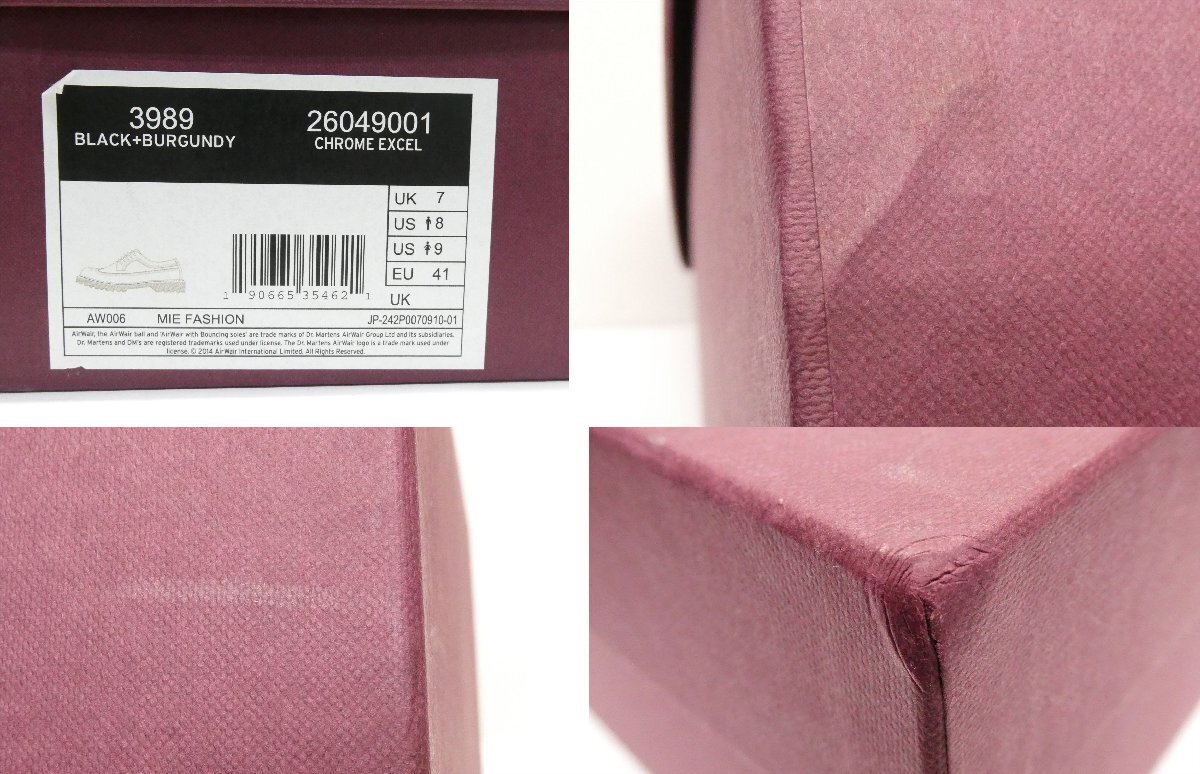 3989
BLACK+BURGUNDY
26049001
CHROME EXCEL
UK 7
US 8
US 9
EU 41
UK
1 90665 35462 1
AW006 MIE FASHION JP-242P0070910-01
AirWair, the AirWair ball and 'AirWair with Bouncing soles' are trade marks of Dr. Martens AirWair Group Ltd and its subsidiaries.
Dr. Martens and DM's are registered trademarks used under license. The Dr. Martens AirWair logo is a trade mark used under
license. © 2014 AirWair International Limited. All Rights Reserved.